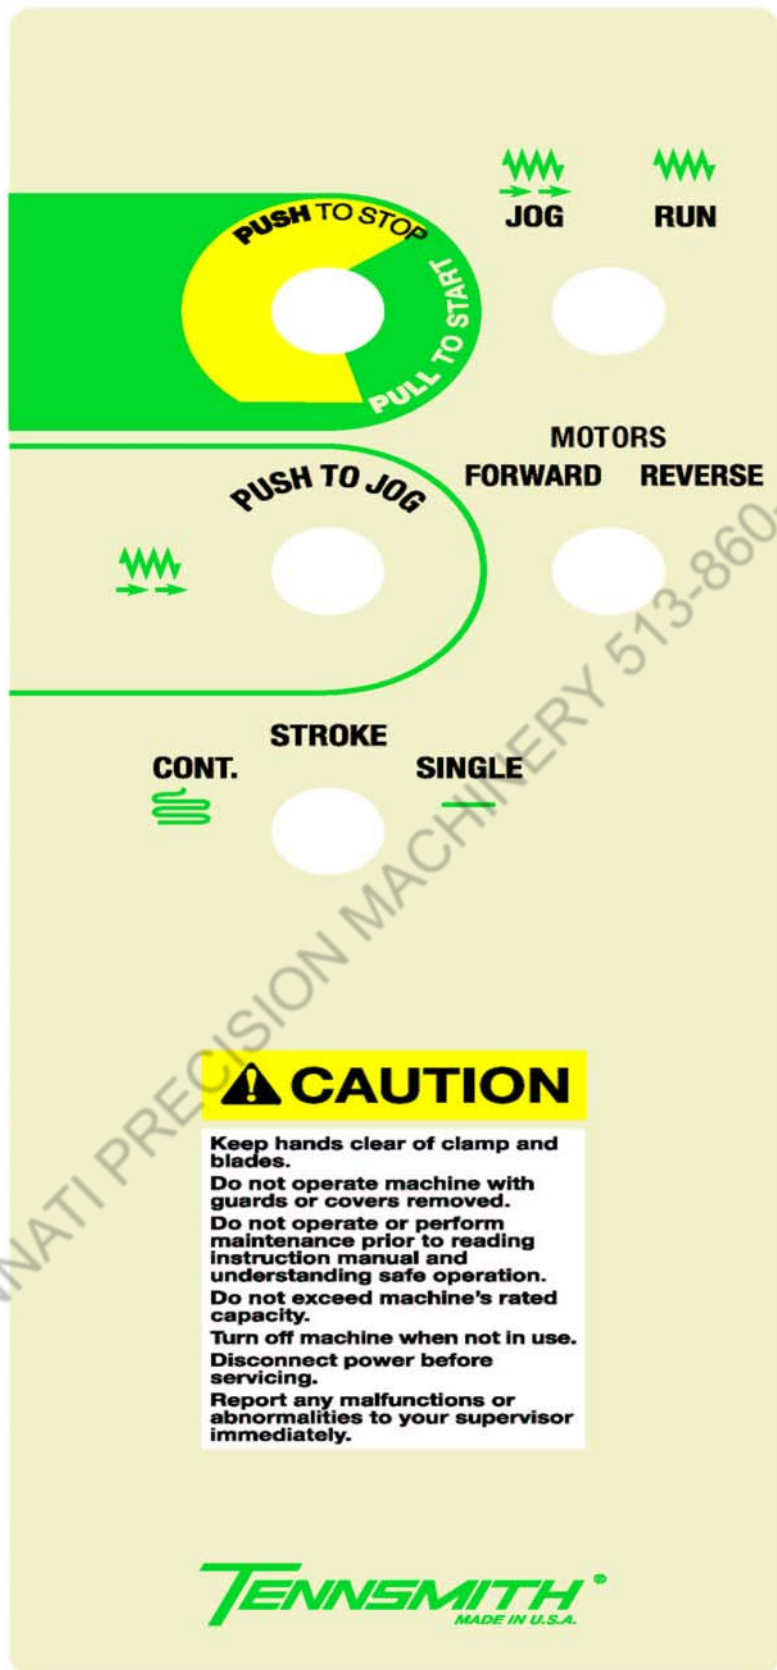 JOG RUN
PUSH TO STOP
PULL TO START
MOTORS
FORWARD REVERSE
PUSH TO JOG
STROKE
CONT. SINGLE
CAUTION
Keep hands clear of clamp and
blades.
Do not operate machine with
guards or covers removed.
Do not operate or perform
maintenance prior to reading
instruction manual and
understanding safe operation.
Do not exceed machine's rated
capacity.
Turn off machine when not in use.
Disconnect power before
servicing.
Report any malfunctions or
abnormalities to your supervisor
immediately.
TENNSMITH®
MADE IN U.S.A.
PRECISION MACHINERY 513-860-